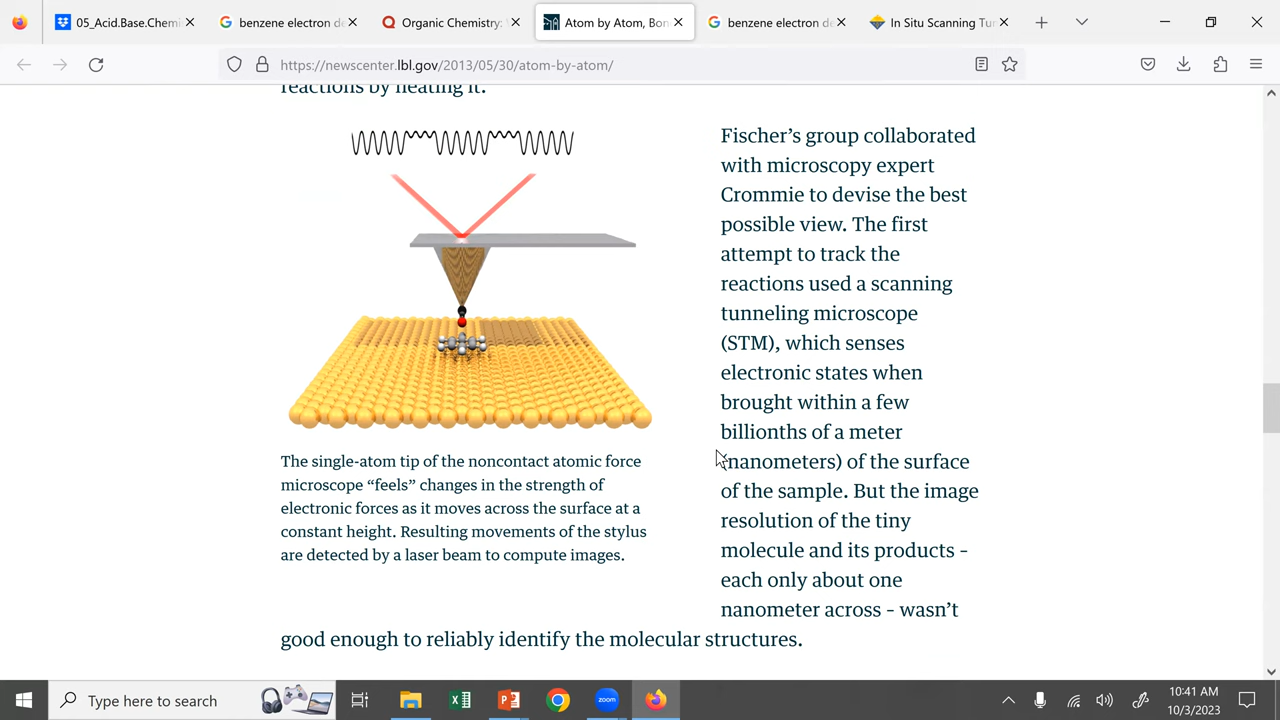 05_Acid.Base.Chemi
benzene electron de
Organic Chemistry:
Atom by Atom, Bon
benzene electron de
In Situ Scanning Tu
https://newscenter.lbl.gov/2013/05/30/atom-by-atom/
reactions by heating it.
Fischer's group collaborated
with microscopy expert
Crommie to devise the best
possible view. The first
attempt to track the
reactions used a scanning
tunneling microscope
(STM), which senses
electronic states when
brought within a few
billionths of a meter
(nanometers) of the surface
of the sample. But the image
resolution of the tiny
molecule and its products –
each only about one
nanometer across – wasn't
good enough to reliably identify the molecular structures.
The single-atom tip of the noncontact atomic force
microscope “feels” changes in the strength of
electronic forces as it moves across the surface at a
constant height. Resulting movements of the stylus
are detected by a laser beam to compute images.
Type here to search
zoom
10:41 AM
10/3/2023